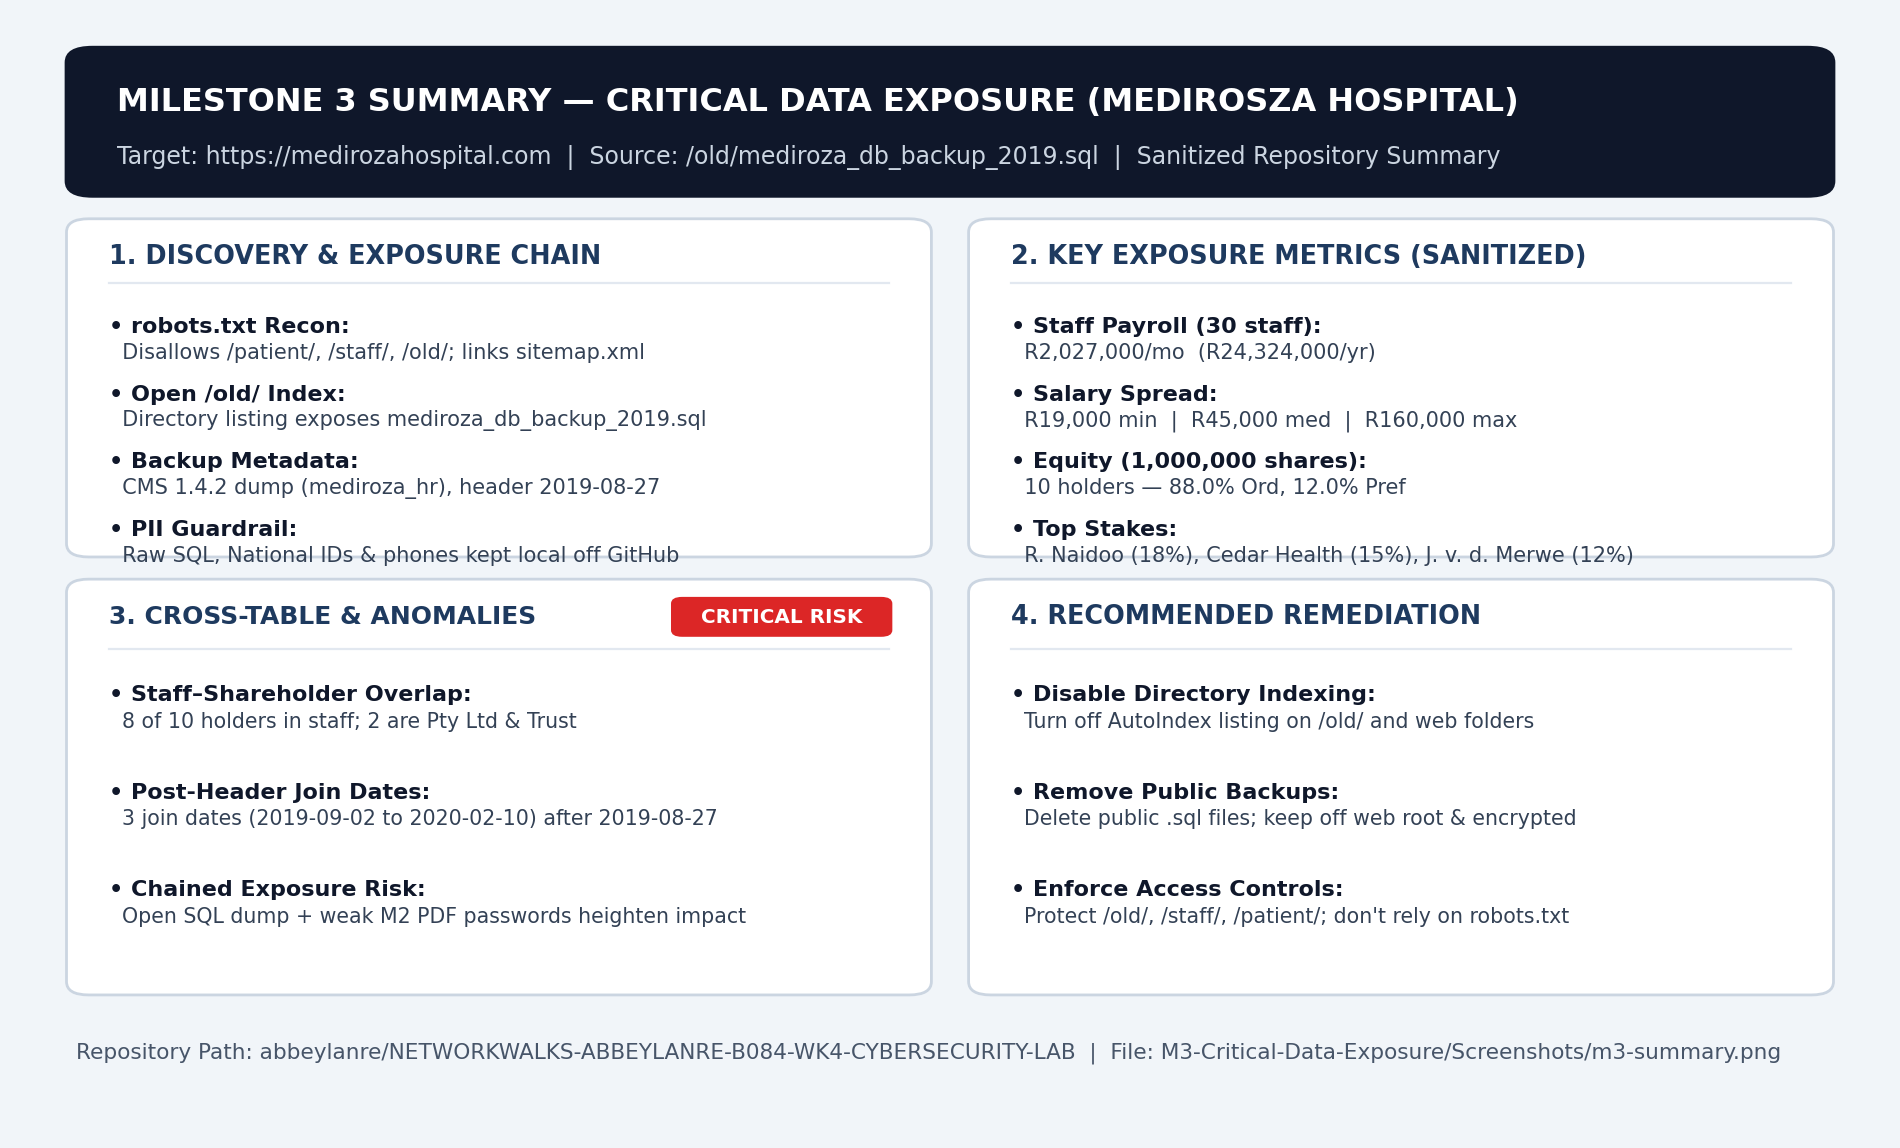 MILESTONE 3 SUMMARY — CRITICAL DATA EXPOSURE (MEDIROSZA HOSPITAL)
Target: https://medirozahospital.com | Source: /old/mediroza_db_backup_2019.sql | Sanitized Repository Summary
1. DISCOVERY & EXPOSURE CHAIN
• robots.txt Recon:
Disallows /patient/, /staff/, /old/; links sitemap.xml
• Open /old/ Index:
Directory listing exposes mediroza_db_backup_2019.sql
• Backup Metadata:
CMS 1.4.2 dump (mediroza_hr), header 2019-08-27
• PII Guardrail:
Raw SQL, National IDs & phones kept local off GitHub
2. KEY EXPOSURE METRICS (SANITIZED)
• Staff Payroll (30 staff):
R2,027,000/mo (R24,324,000/yr)
• Salary Spread:
R19,000 min | R45,000 med | R160,000 max
• Equity (1,000,000 shares):
10 holders — 88.0% Ord, 12.0% Pref
• Top Stakes:
R. Naidoo (18%), Cedar Health (15%), J. v. d. Merwe (12%)
3. CROSS-TABLE & ANOMALIES
CRITICAL RISK
• Staff–Shareholder Overlap:
8 of 10 holders in staff; 2 are Pty Ltd & Trust
• Post-Header Join Dates:
3 join dates (2019-09-02 to 2020-02-10) after 2019-08-27
• Chained Exposure Risk:
Open SQL dump + weak M2 PDF passwords heighten impact
4. RECOMMENDED REMEDIATION
• Disable Directory Indexing:
Turn off AutoIndex listing on /old/ and web folders
• Remove Public Backups:
Delete public .sql files; keep off web root & encrypted
• Enforce Access Controls:
Protect /old/, /staff/, /patient/; don't rely on robots.txt
Repository Path: abbeylanre/NETWORKWALKS-ABBEYLANRE-B084-WK4-CYBERSECURITY-LAB | File: M3-Critical-Data-Exposure/Screenshots/m3-summary.png